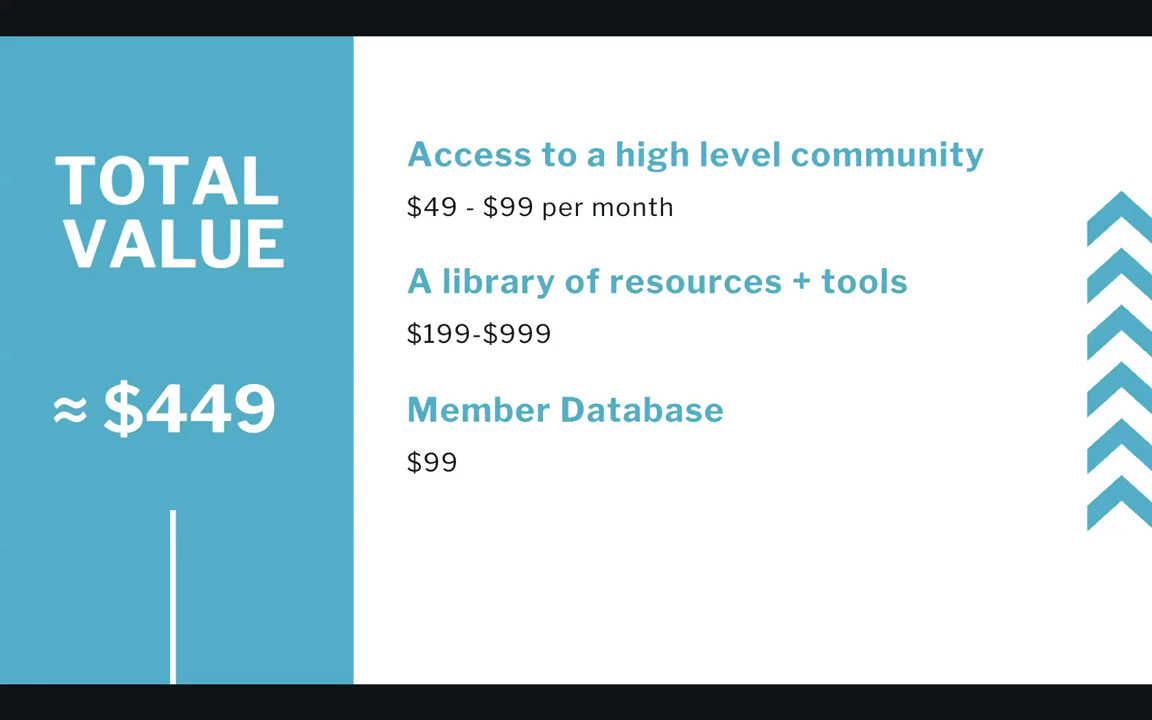 TOTAL
VALUE
≈ $449
Access to a high level community
$49 - $99 per month
A library of resources + tools
$199-$999
Member Database
$99